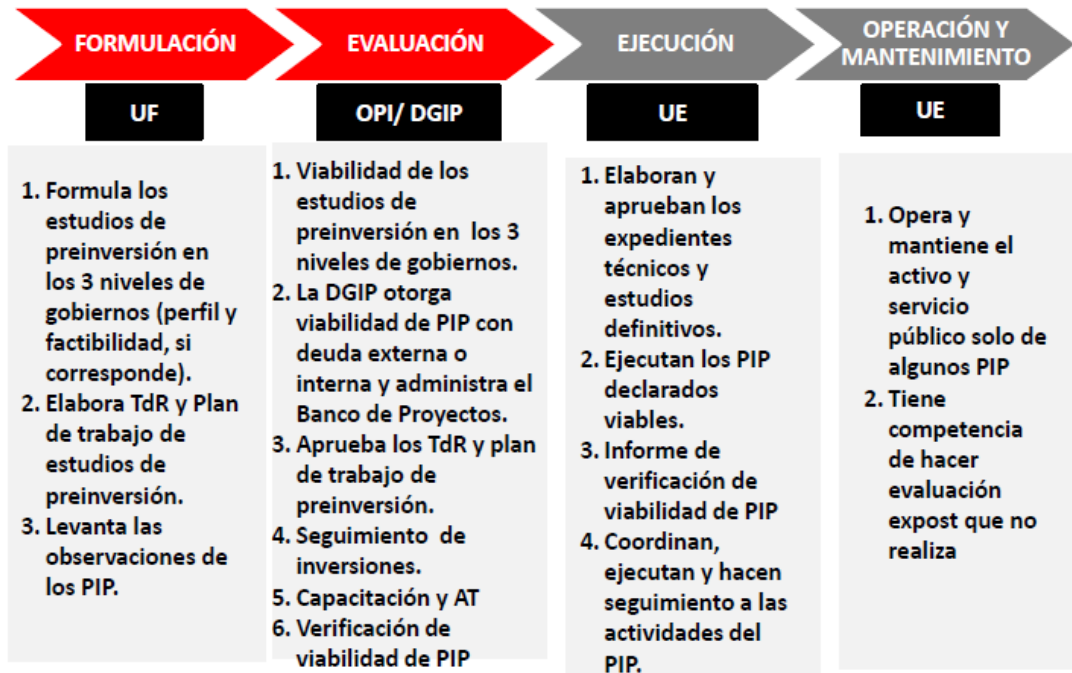 FORMULACIÓN
EVALUACIÓN
EJECUCIÓN
OPERACIÓN Y
MANTENIMIENTO
UF
OPI/ DGIP
UE
UE
1. Formula los
estudios de
preinversión en
los 3 niveles de
gobiernos (perfil y
factibilidad, si
corresponde).
2. Elabora TdR y Plan
de trabajo de
estudios de
preinversión.
3. Levanta las
observaciones de
los PIP.
1. Viabilidad de los
estudios de
preinversión en los 3
niveles de gobiernos.
2. La DGIP otorga
viabilidad de PIP con
deuda externa o
interna y administra el
Banco de Proyectos.
3. Aprueba los TdR y plan
de trabajo de
preinversión.
4. Seguimiento de
inversiones.
5. Capacitación y AT
6. Verificación de
viabilidad de PIP
1. Elaboran y
aprueban los
expedientes
técnicos y
estudios
definitivos.
2. Ejecutan los PIP
declarados
viables.
3. Informe de
verificación de
viabilidad de PIP
4. Coordinan,
ejecutan y hacen
seguimiento a las
actividades del
PIP.
1. Opera y
mantiene el
activo y
servicio
público solo de
algunos PIP
2. Tiene
competencia
de hacer
evaluación
expost que no
realiza